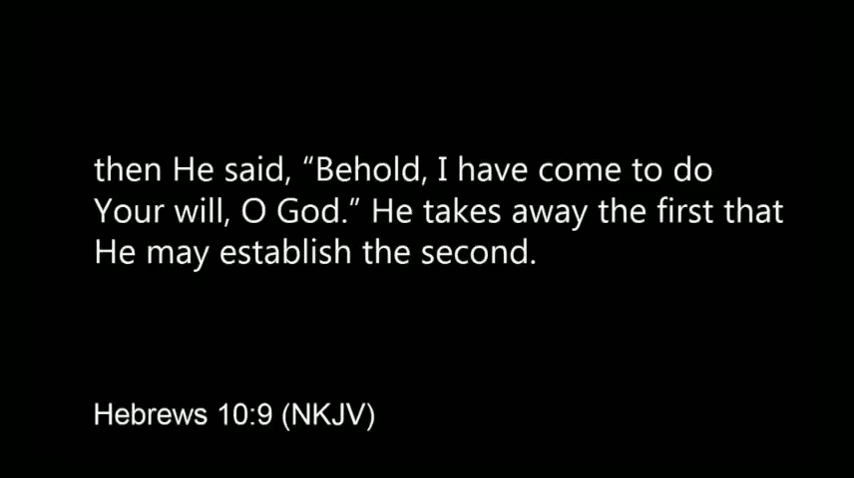 then He said, “Behold, I have come to do
Your will, O God.” He takes away the first that
He may establish the second.
Hebrews 10:9 (NKJV)